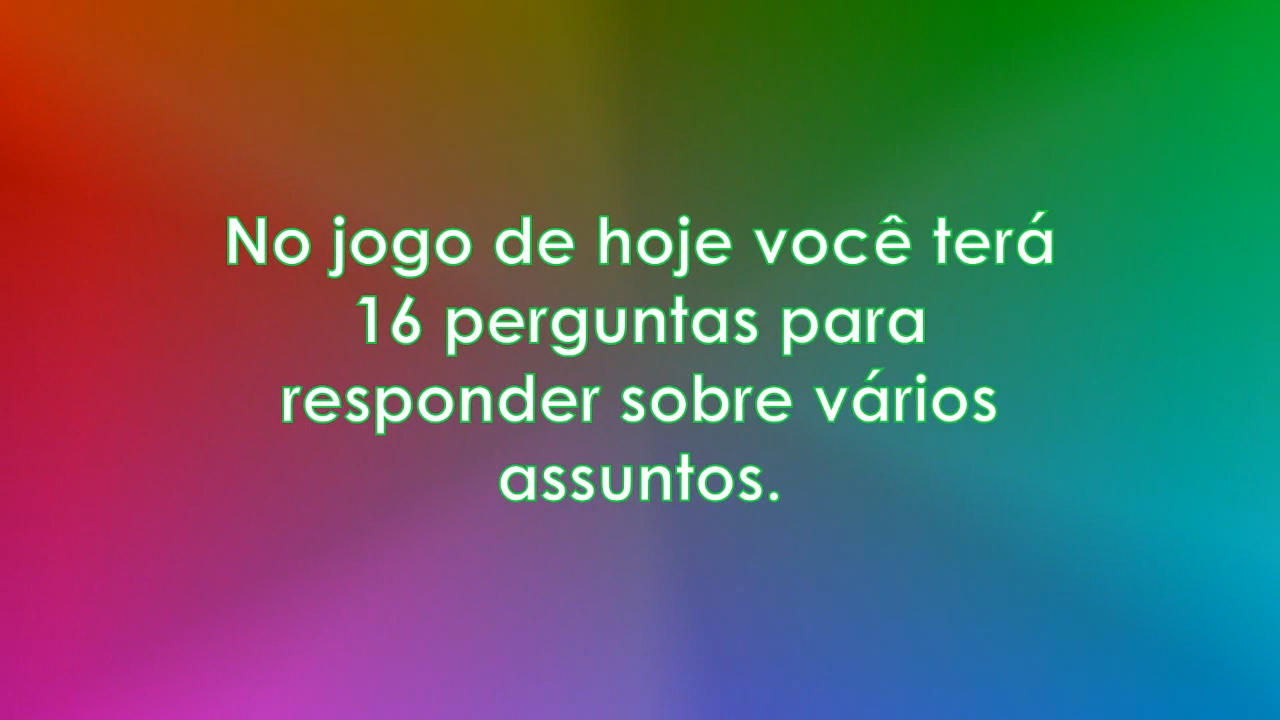 No jogo de hoje você terá
16 perguntas para
responder sobre vários
assuntos.